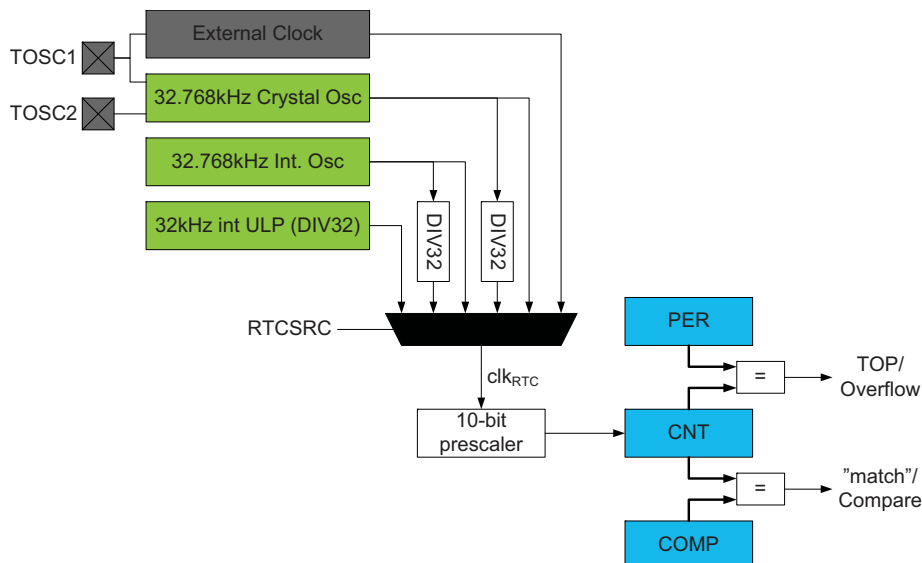 External Clock
TOSC1
32.768kHz Crystal Osc
TOSC2
32.768kHz Int. Osc
32kHz int ULP (DIV32)
DIV32
DIV32
RTCSRC
PER
clkRTC
=
TOP/
Overflow
10-bit
prescaler
CNT
=
”match”/
Compare
COMP